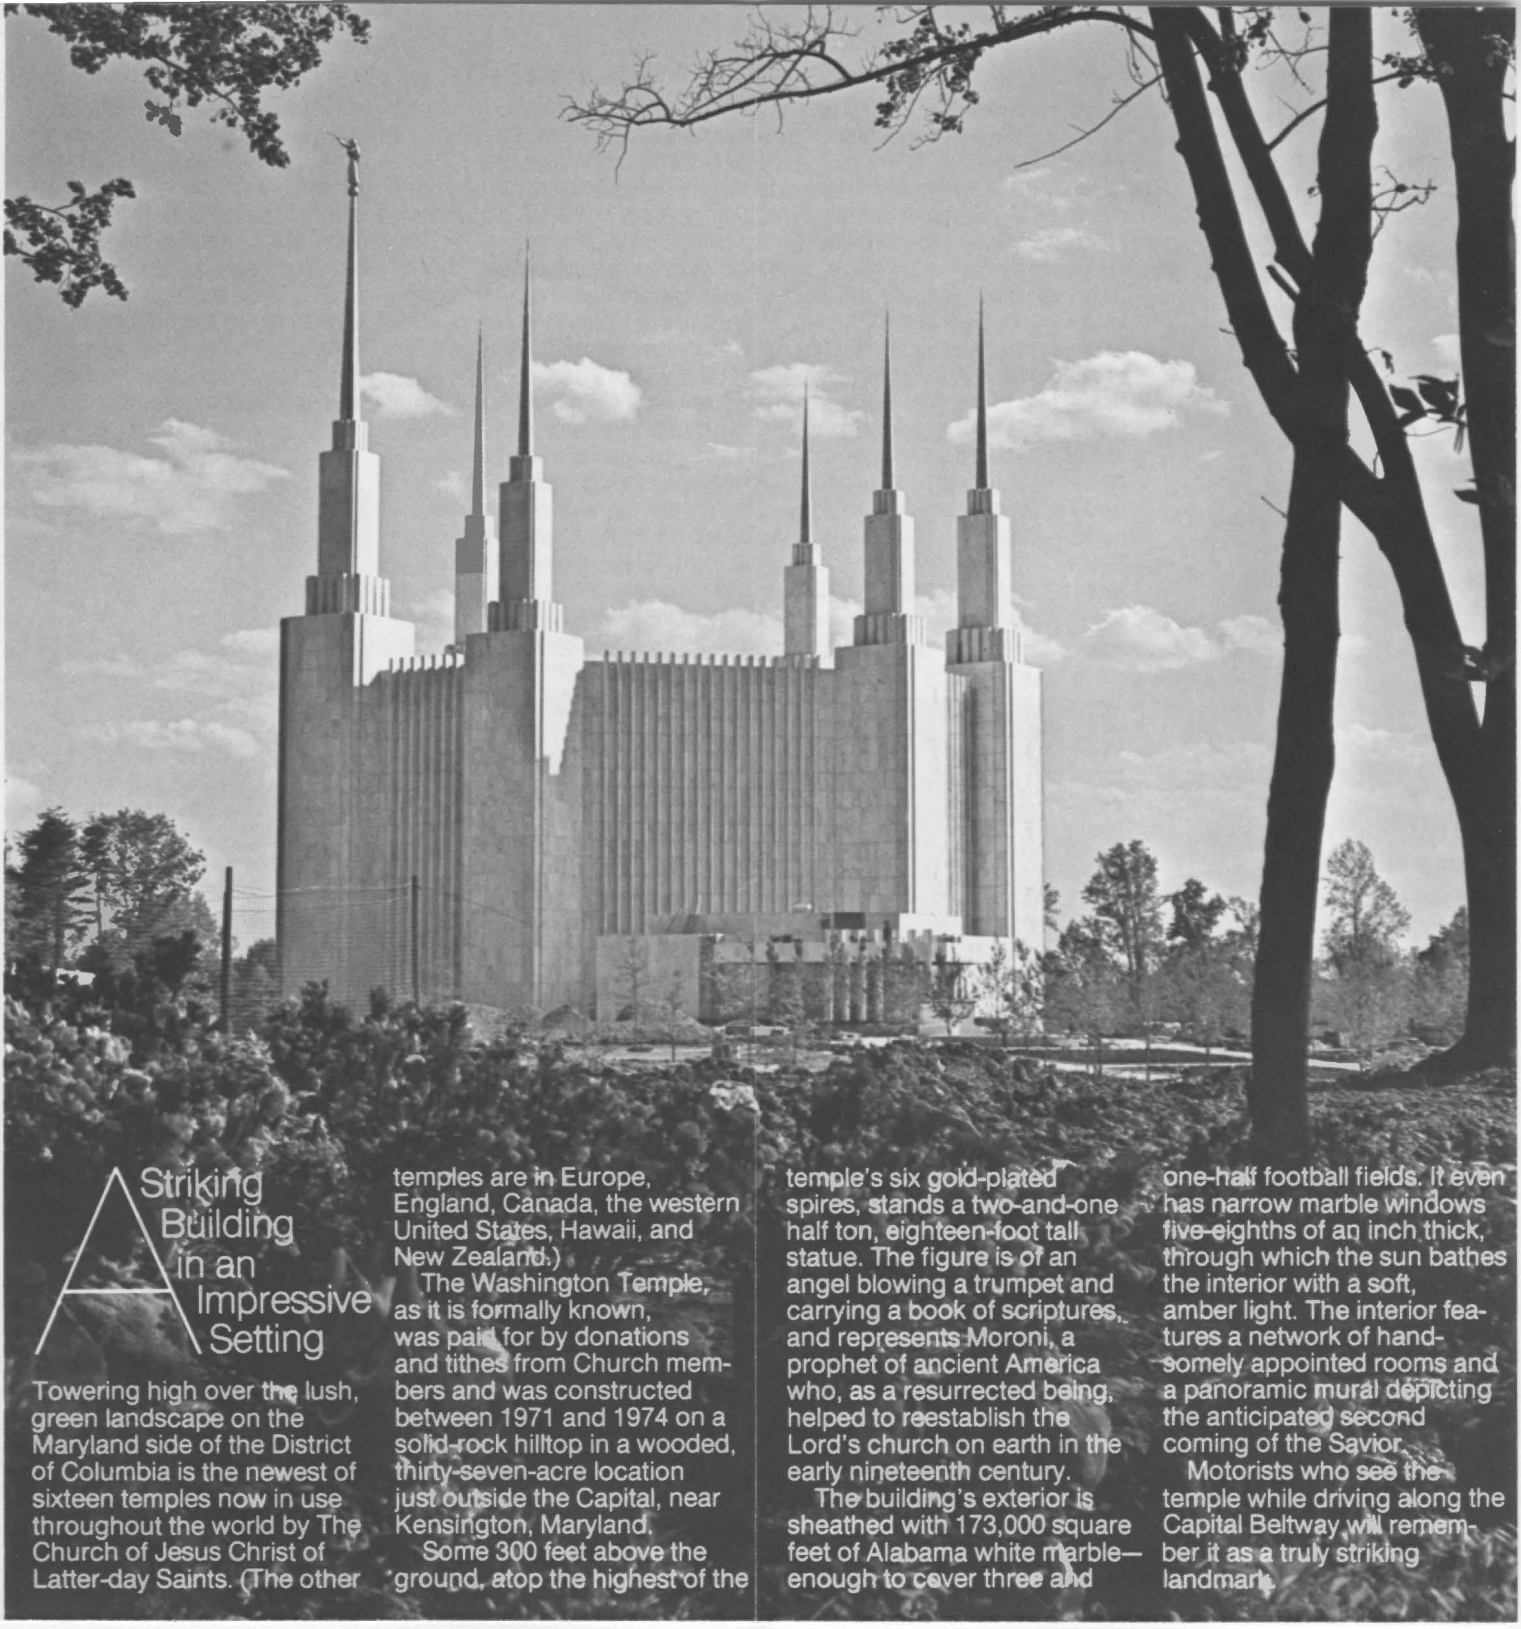 A Striking
Building
in an
Impressive
Setting
Towering high over the lush,
green landscape on the
Maryland side of the District
of Columbia is the newest of
sixteen temples now in use
throughout the world by The
Church of Jesus Christ of
Latter-day Saints. (The other
temples are in Europe,
England, Canada, the western
United States, Hawaii, and
New Zealand.)
The Washington Temple,
as it is formally known,
was paid for by donations
and tithes from Church mem-
bers and was constructed
between 1971 and 1974 on a
solid-rock hilltop in a wooded,
thirty-seven-acre location
just outside the Capital, near
Kensington, Maryland.
Some 300 feet above the
ground, atop the highest of the
temple's six gold-plated
spires, stands a two-and-one
half ton, eighteen-foot tall
statue. The figure is of an
angel blowing a trumpet and
carrying a book of scriptures,
and represents Moroni, a
prophet of ancient America
who, as a resurrected being,
helped to reestablish the
Lord's church on earth in the
early nineteenth century.
The building's exterior is
sheathed with 173,000 square
feet of Alabama white marble—
enough to cover three and
one-half football fields. It even
has narrow marble windows
five-eighths of an inch thick,
through which the sun bathes
the interior with a soft,
amber light. The interior fea-
tures a network of hand-
somely appointed rooms and
a panoramic mural depicting
the anticipated second
coming of the Savior.
Motorists who see the
temple while driving along the
Capital Beltway will remem-
ber it as a truly striking
landmark.